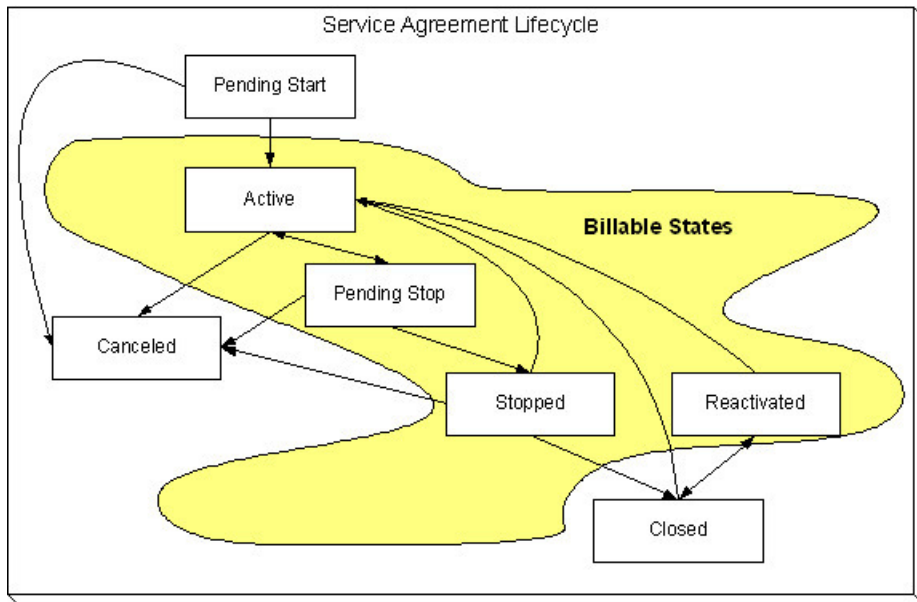 Service Agreement Lifecycle
Pending Start
Active
Billable States
Pending Stop
Canceled
Stopped
Reactivated
Closed